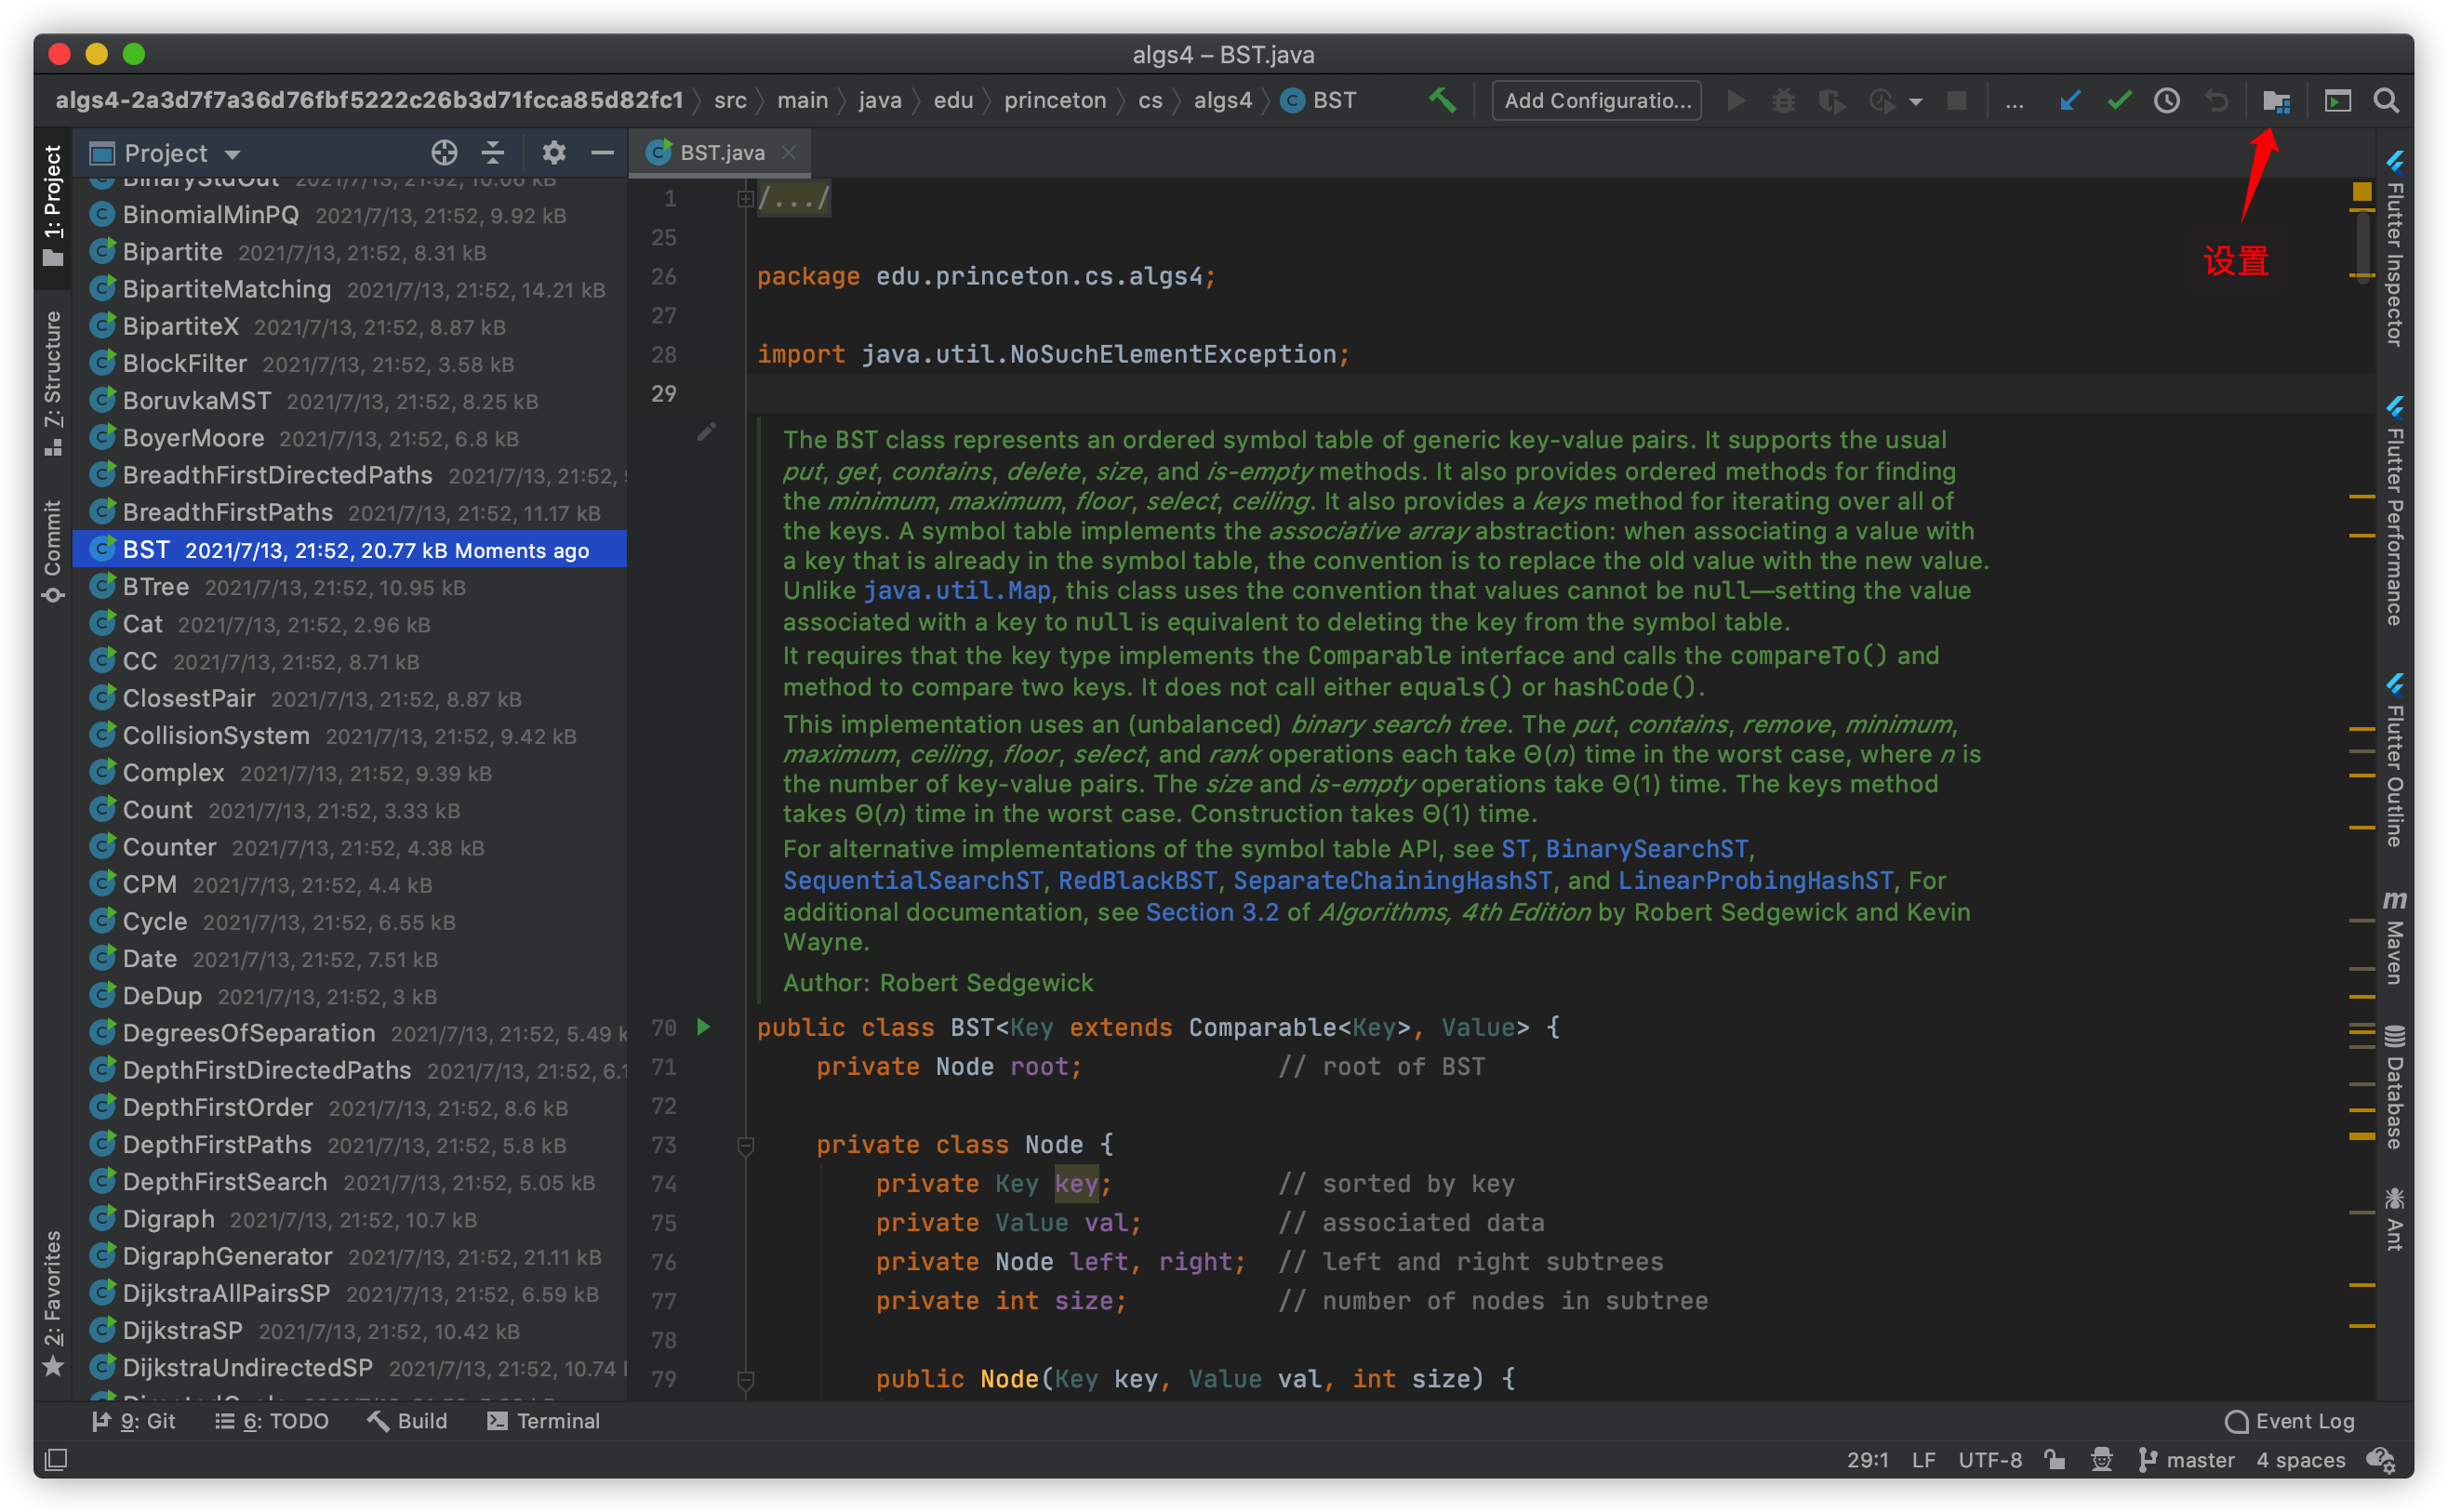 algs4 – BST.java
algs4-2a3d7f7a36d76fbf5222c26b3d71fcca85d82fc1 src main java edu princeton cs algs4 BST
Add Configuratio...
...
设置
Project
BST.java
1: Project
Z: Structure
Commit
2: Favorites
BinaryStdOut 2021/7/13, 21:52, 10.06 kB
BinomialMinPQ 2021/7/13, 21:52, 9.92 kB
Bipartite 2021/7/13, 21:52, 8.31 kB
BipartiteMatching 2021/7/13, 21:52, 14.21 kB
BipartiteX 2021/7/13, 21:52, 8.87 kB
BlockFilter 2021/7/13, 21:52, 3.58 kB
BoruvkaMST 2021/7/13, 21:52, 8.25 kB
BoyerMoore 2021/7/13, 21:52, 6.8 kB
BreadthFirstDirectedPaths 2021/7/13, 21:52,
BreadthFirstPaths 2021/7/13, 21:52, 11.17 kB
BST 2021/7/13, 21:52, 20.77 kB Moments ago
BTree 2021/7/13, 21:52, 10.95 kB
Cat 2021/7/13, 21:52, 2.96 kB
CC 2021/7/13, 21:52, 8.71 kB
ClosestPair 2021/7/13, 21:52, 8.87 kB
CollisionSystem 2021/7/13, 21:52, 9.42 kB
Complex 2021/7/13, 21:52, 9.39 kB
Count 2021/7/13, 21:52, 3.33 kB
Counter 2021/7/13, 21:52, 4.38 kB
CPM 2021/7/13, 21:52, 4.4 kB
Cycle 2021/7/13, 21:52, 6.55 kB
Date 2021/7/13, 21:52, 7.51 kB
DeDup 2021/7/13, 21:52, 3 kB
DegreesOfSeparation 2021/7/13, 21:52, 5.49 k
DepthFirstDirectedPaths 2021/7/13, 21:52, 6.1
DepthFirstOrder 2021/7/13, 21:52, 8.6 kB
DepthFirstPaths 2021/7/13, 21:52, 5.8 kB
DepthFirstSearch 2021/7/13, 21:52, 5.05 kB
Digraph 2021/7/13, 21:52, 10.7 kB
DigraphGenerator 2021/7/13, 21:52, 21.11 kB
DijkstraAllPairsSP 2021/7/13, 21:52, 6.59 kB
DijkstraSP 2021/7/13, 21:52, 10.42 kB
DijkstraUndirectedSP 2021/7/13, 21:52, 10.74
1 /.../
25
26 package edu.princeton.cs.algs4;
27
28 import java.util.NoSuchElementException;
29
The BST class represents an ordered symbol table of generic key-value pairs. It supports the usual
put, get, contains, delete, size, and is-empty methods. It also provides ordered methods for finding
the minimum, maximum, floor, select, ceiling. It also provides a keys method for iterating over all of
the keys. A symbol table implements the associative array abstraction: when associating a value with
a key that is already in the symbol table, the convention is to replace the old value with the new value.
Unlike java.util.Map, this class uses the convention that values cannot be null—setting the value
associated with a key to null is equivalent to deleting the key from the symbol table.
It requires that the key type implements the Comparable interface and calls the compareTo() and
method to compare two keys. It does not call either equals() or hashCode().
This implementation uses an (unbalanced) binary search tree. The put, contains, remove, minimum,
maximum, ceiling, floor, select, and rank operations each take Θ(n) time in the worst case, where n is
the number of key-value pairs. The size and is-empty operations take Θ(1) time. The keys method
takes Θ(n) time in the worst case. Construction takes Θ(1) time.
For alternative implementations of the symbol table API, see ST, BinarySearchST,
SequentialSearchST, RedBlackBST, SeparateChainingHashST, and LinearProbingHashST, For
additional documentation, see Section 3.2 of Algorithms, 4th Edition by Robert Sedgewick and Kevin
Wayne.
Author: Robert Sedgewick
70 public class BST<Key extends Comparable<Key>, Value> {
71 private Node root; // root of BST
72
73 private class Node {
74 private Key key; // sorted by key
75 private Value val; // associated data
76 private Node left, right; // left and right subtrees
77 private int size; // number of nodes in subtree
78
79 public Node(Key key, Value val, int size) {
Flutter Inspector
Flutter Performance
Flutter Outline
m Maven
Database
Ant
9: Git
6: TODO
Build
Terminal
Event Log
29:1 LF UTF-8 master 4 spaces